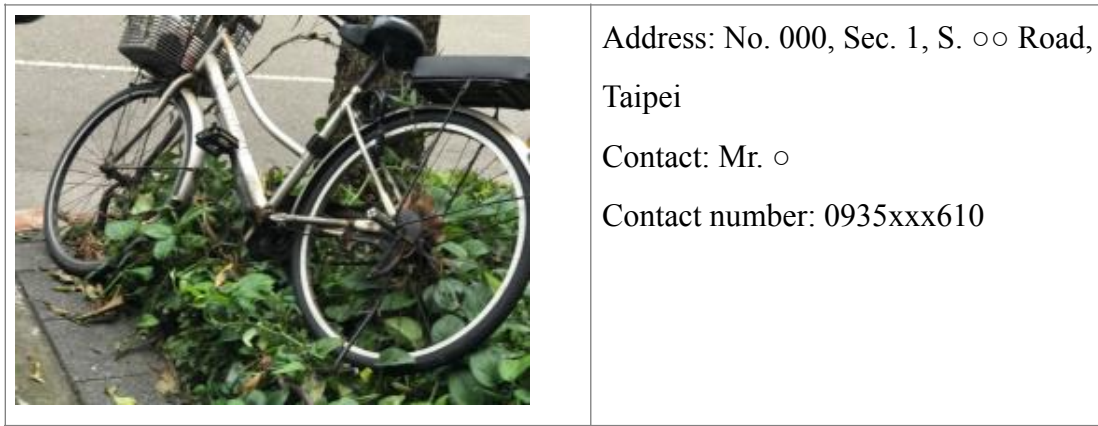 Address: No. 000, Sec. 1, S. ○○ Road,
Taipei
Contact: Mr. ○
Contact number: 0935xxx610